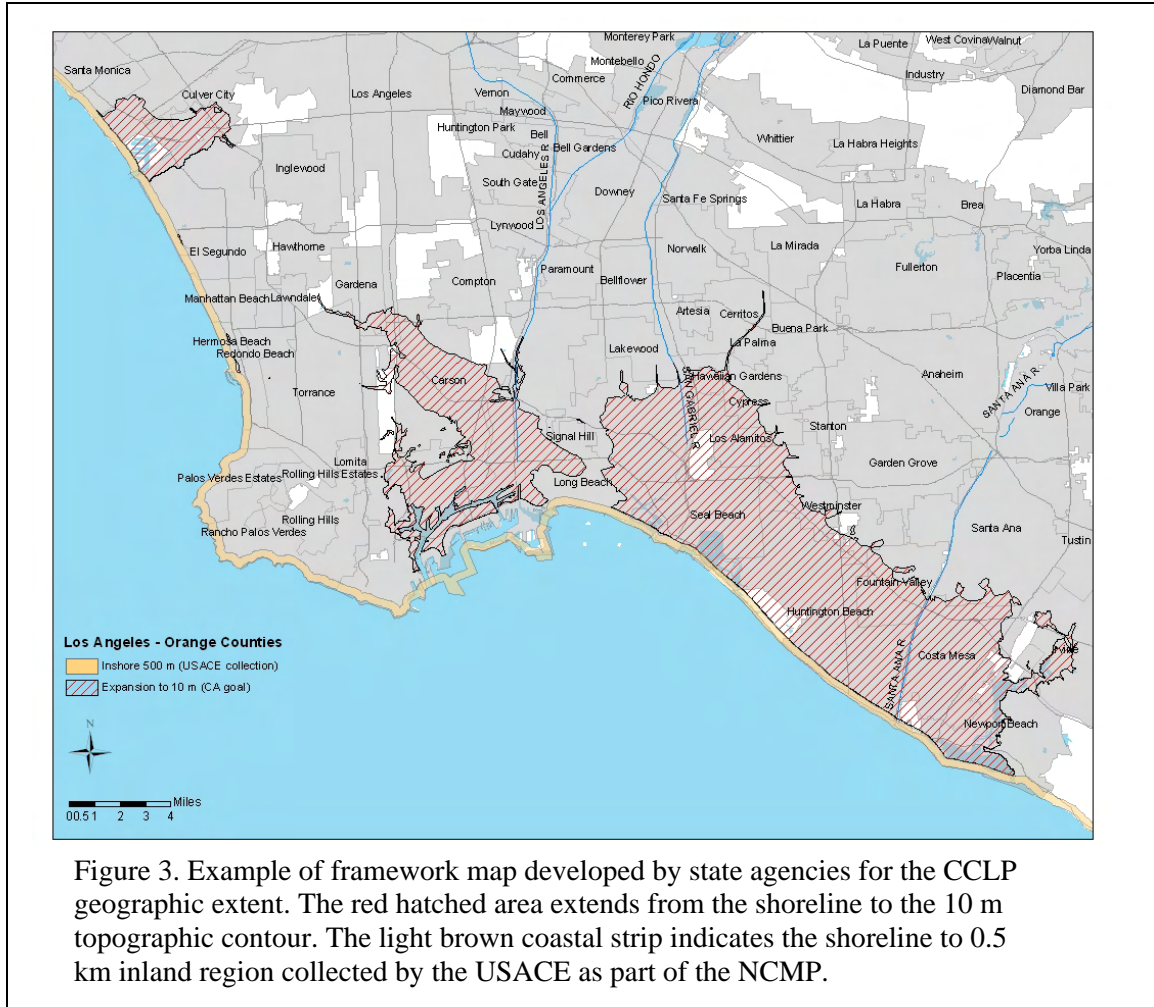 Monterey Park
La Puente
West Covina
Walnut
Santa Monica
Montebello
Culver City
Los Angeles
Vernon
Commerce
Industry
RIO HONDO
Diamond Bar
Maywood
Pico Rivera
Huntington Park
Bell
Whittier
La Habra Heights
Cudahy
Bell Gardens
Inglewood
South Gate
LOS ANGELES R
Downey
Santa Fe Springs
La Habra
Brea
Lynwood
El Segundo
Hawthorne
Norwalk
La Mirada
Yorba Linda
Paramount
Fullerton
Placentia
Gardena
Compton
Bellflower
Manhattan Beach
Lawndale
Artesia
Cerritos
Buena Park
Hermosa Beach
Redondo Beach
La Palma
Lakewood
Carson
Hawaiian Gardens
Anaheim
SANTA ANA R
Villa Park
Torrance
SAN GABRIEL R
Cypress
Orange
Stanton
Signal Hill
Los Alamitos
Lomita
Garden Grove
Palos Verdes Estates
Rolling Hills Estates
Long Beach
Westminster
Seal Beach
Rolling Hills
Santa Ana
Rancho Palos Verdes
Tustin
Fountain Valley
Huntington Beach
Irvine
Costa Mesa
SANTA ANA R
Newport Beach
Los Angeles - Orange Counties
Inshore 500 m (USACE collection)
Expansion to 10 m (CA goal)
N
Miles
0 0.5 1 2 3 4
Figure 3. Example of framework map developed by state agencies for the CCLP
geographic extent. The red hatched area extends from the shoreline to the 10 m
topographic contour. The light brown coastal strip indicates the shoreline to 0.5
km inland region collected by the USACE as part of the NCMP.